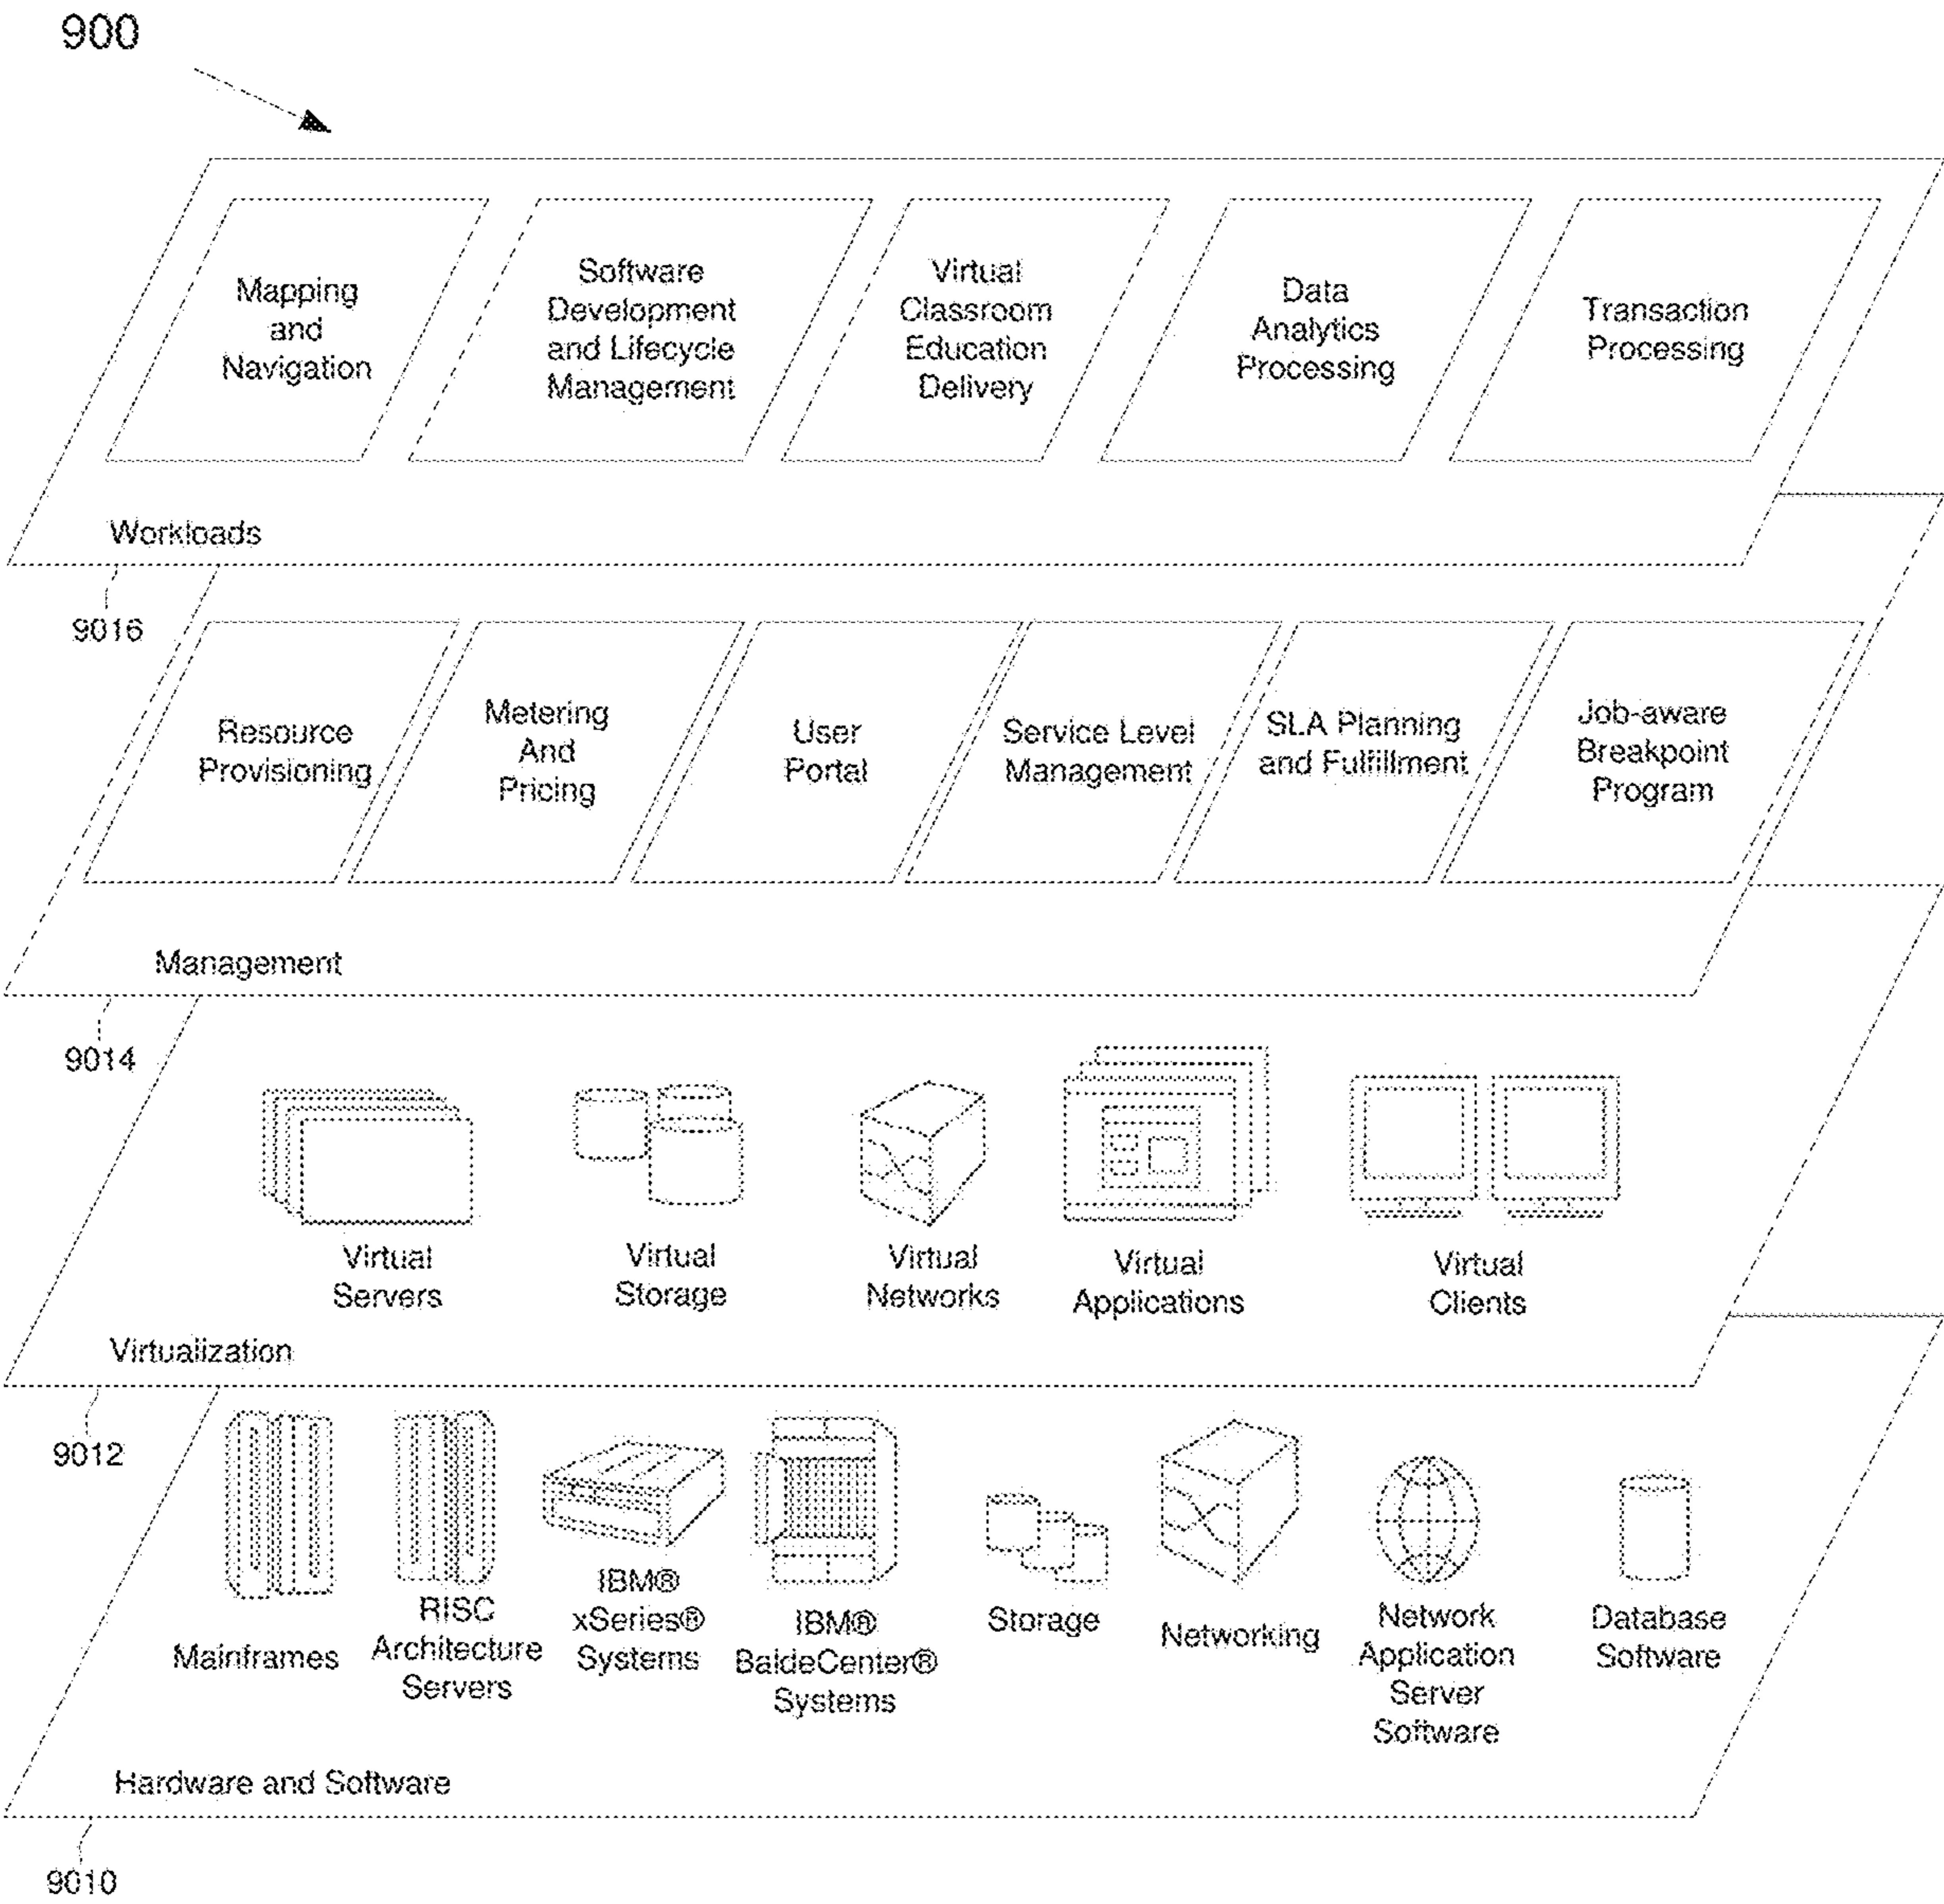 900
Mapping
and
Navigation
Software
Development
and Lifecycle
Management
Virtual
Classroom
Education
Delivery
Data
Analytics
Processing
Transaction
Processing
Workloads
9016
Resource
Provisioning
Metering
And
Pricing
User
Portal
Service Level
Management
SLA Planning
and Fulfillment
Job-aware
Breakpoint
Program
Management
9014
Virtual
Servers
Virtual
Storage
Virtual
Networks
Virtual
Applications
Virtual
Clients
Virtualization
9012
Mainframes
RISC
Architecture
Servers
IBM®
xSeries®
Systems
IBM®
BaldeCenter®
Systems
Storage
Networking
Network
Application
Server
Software
Database
Software
Hardware and Software
9010